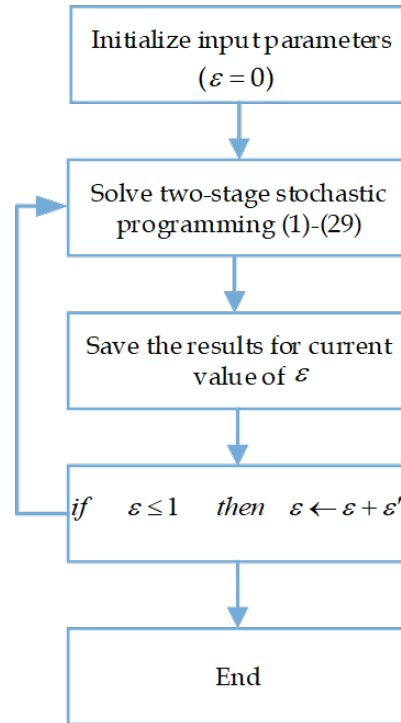 Initialize input parameters
(ε = 0)
Solve two-stage stochastic
programming (1)-(29)
Save the results for current
value of ε
if ε ≤ 1 then ε ← ε + ε'
End